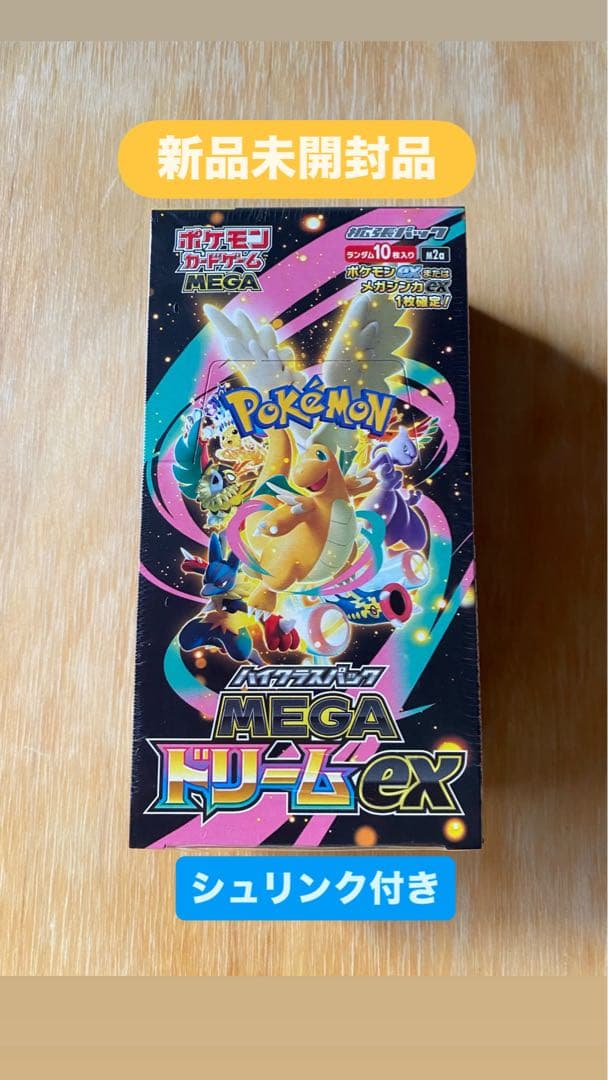 新品未開封品
ポケモン
カードゲーム
MEGA
拡張パック
ランダム10枚入り M2a
ポケモンexまたは
メガシンカex
1枚確定!
POKéMON
ハイクラスパック
MEGA
ドリームex
シュリンク付き